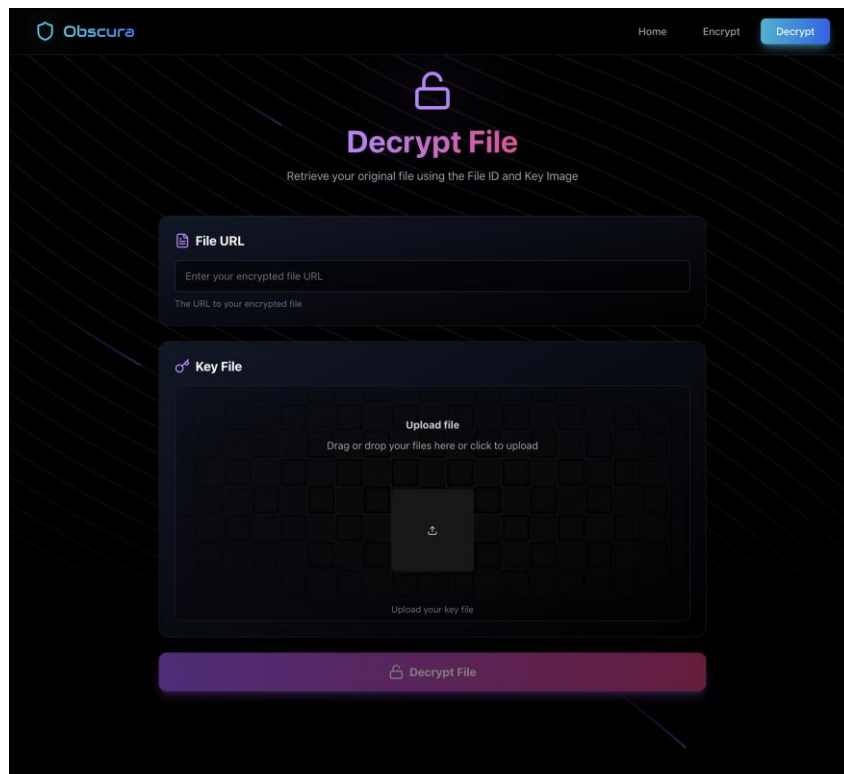 Obscura
Home Encrypt Decrypt
Decrypt File
Retrieve your original file using the File ID and Key Image
File URL
Enter your encrypted file URL
The URL to your encrypted file
Key File
Upload file
Drag or drop your files here or click to upload
Upload your key file
Decrypt File